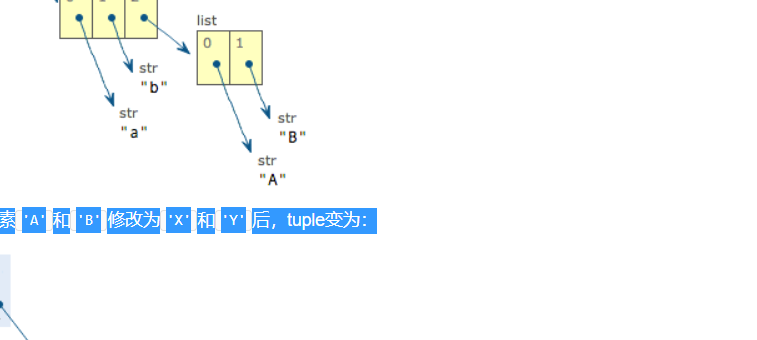 list
0 1
str
"b"
str
"a"
str
"B"
str
"A"
素 'A' 和 'B' 修改为 'X' 和 'Y' 后，tuple变为：